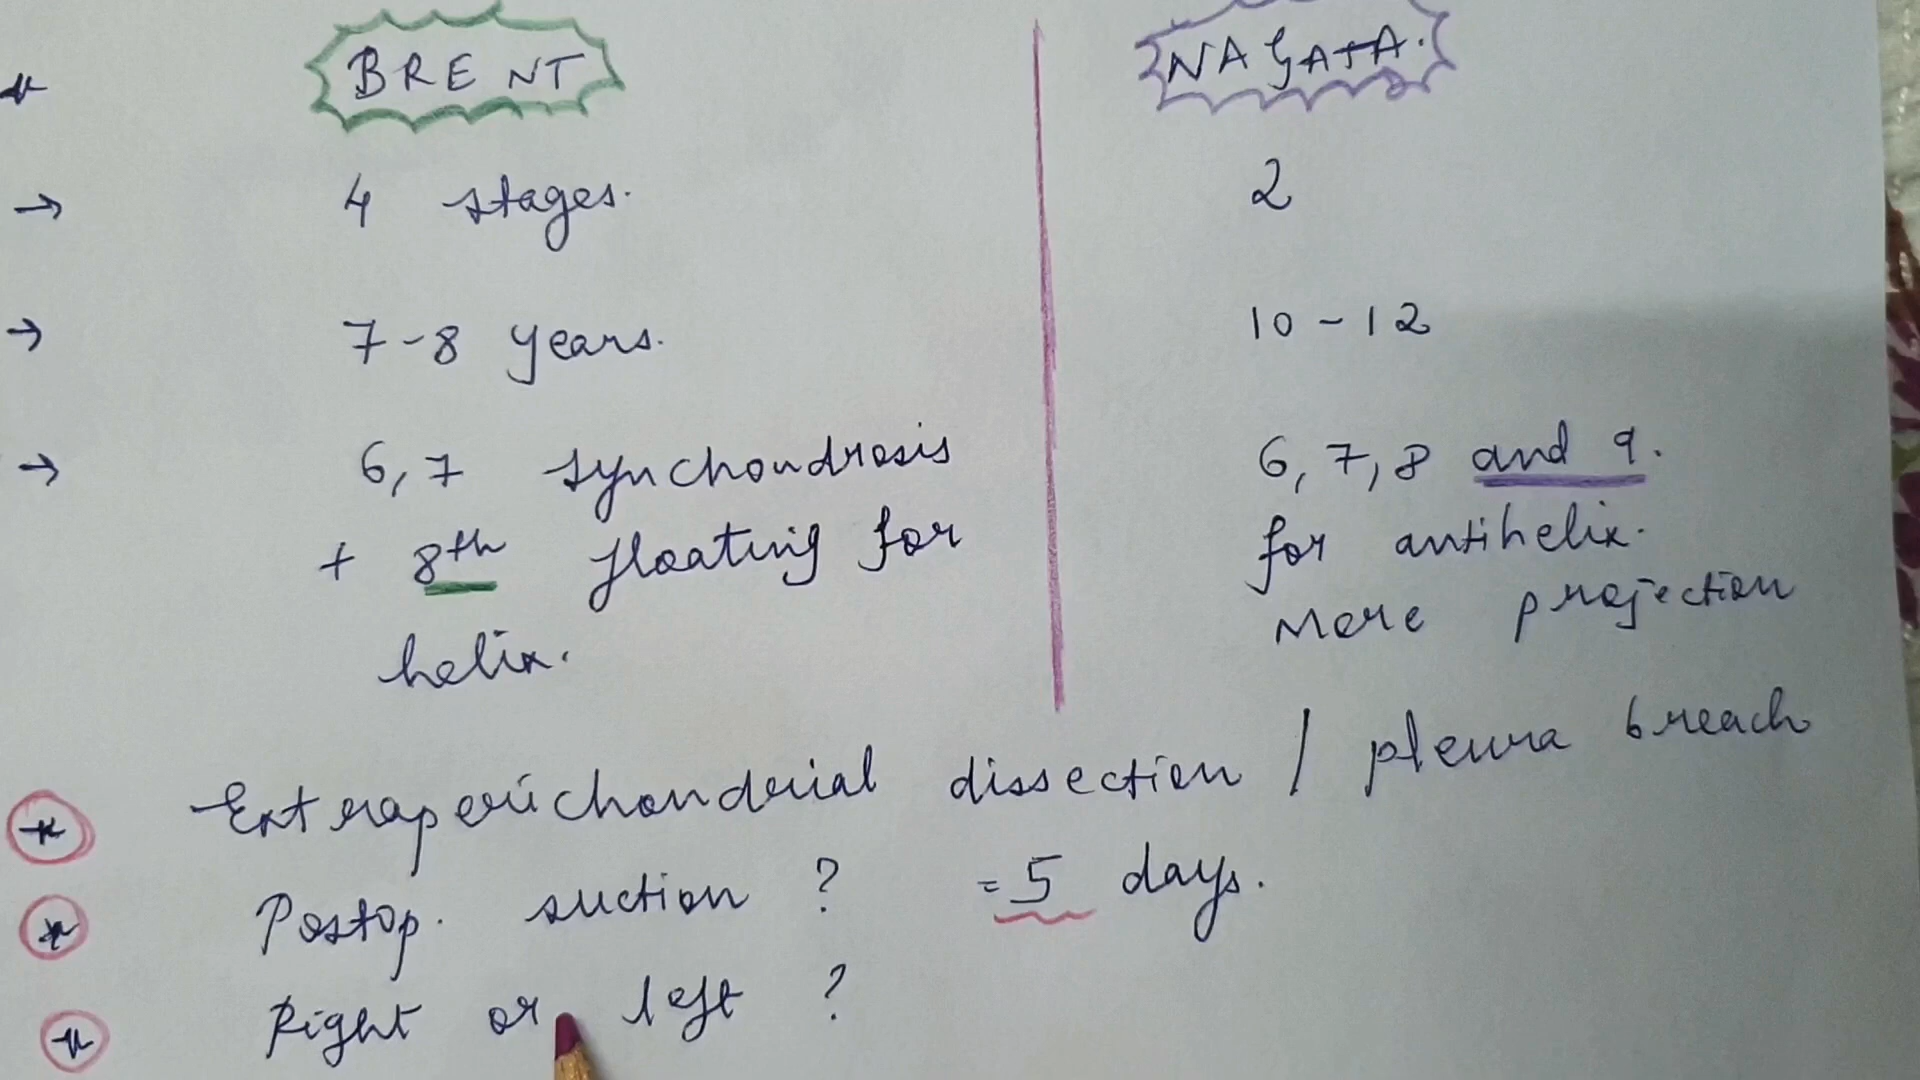 BRENT NAGATA.
→ 4 stages. 2
→ 7-8 years. 10-12
→ 6, 7 synchondrosis 6, 7, 8 and 9.
+ 8th floating for for antihelix.
helix. More projection
Extraperichondrial dissection / pleura breach
Postop. suction ? = 5 days.
Right or left ?